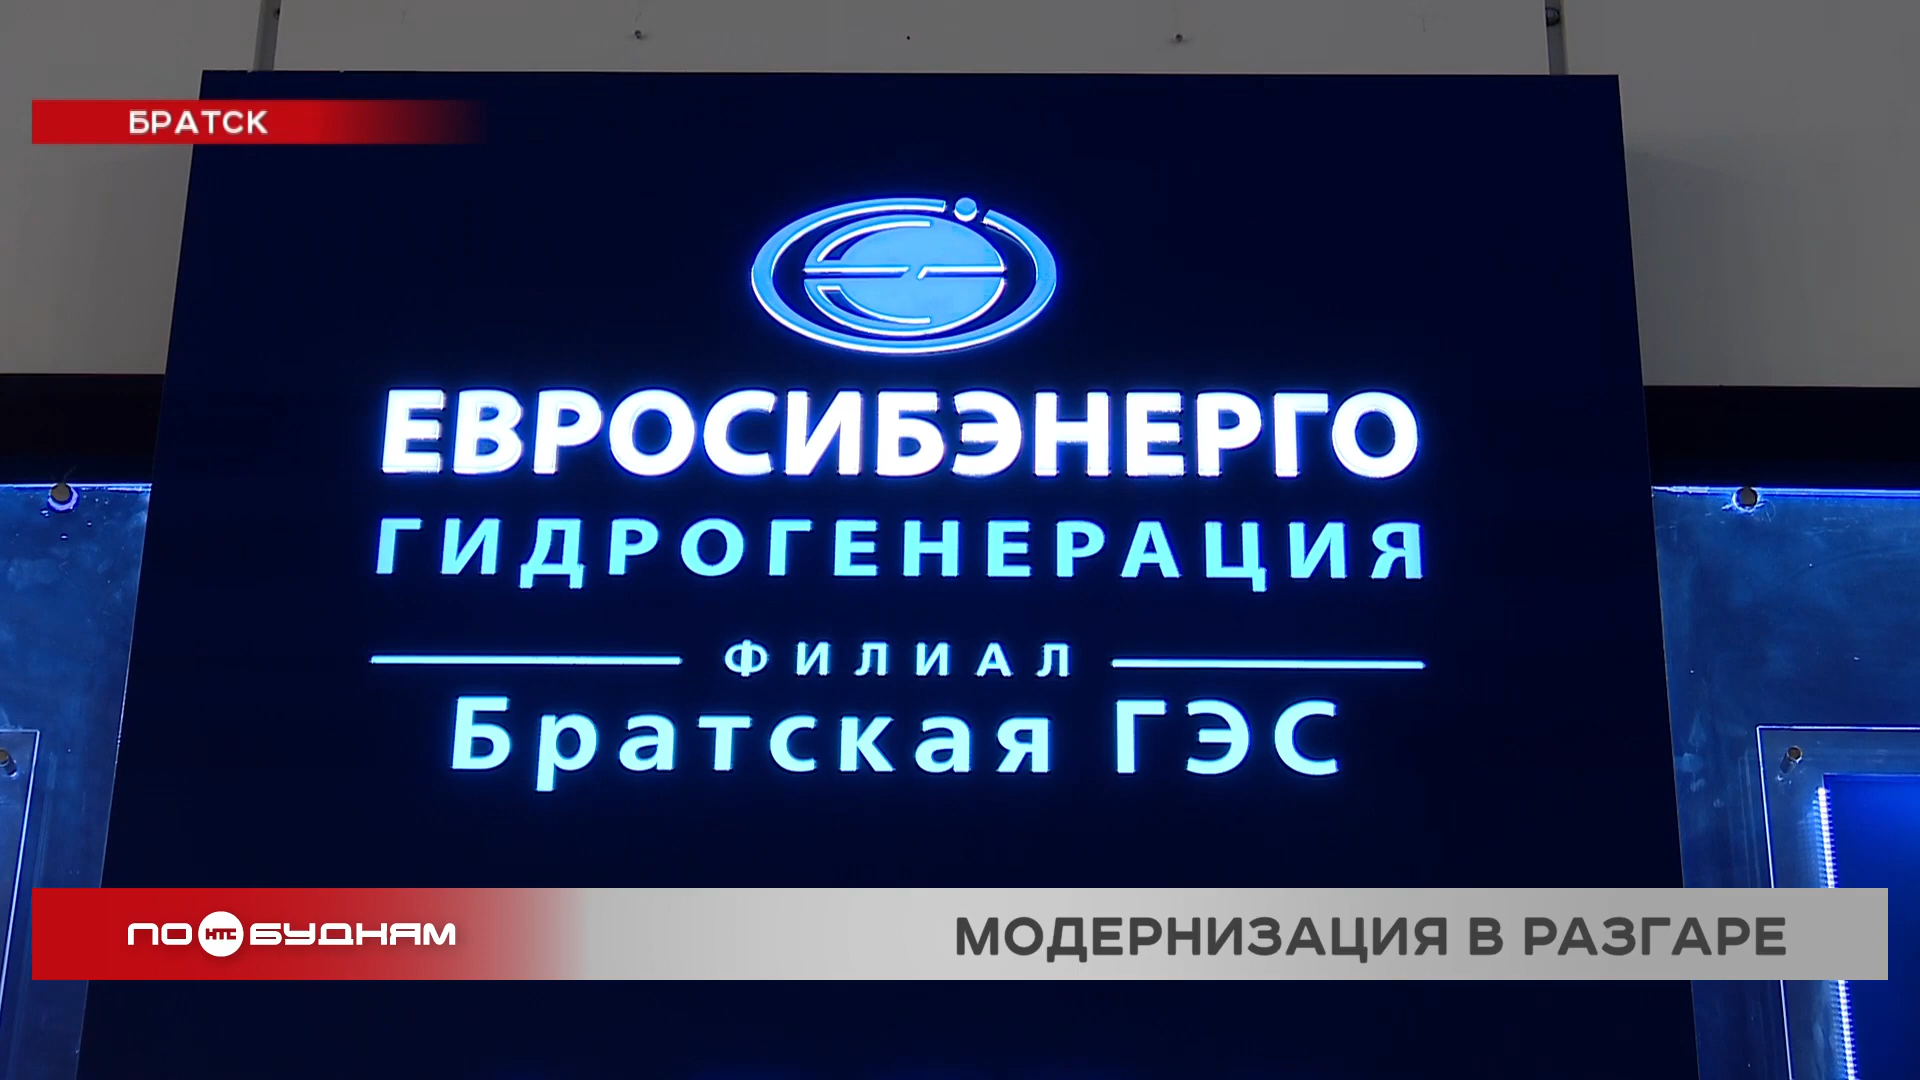 БРАТСК
ЕВРОСИБЭНЕРГО
ГИДРОГЕНЕРАЦИЯ
ФИЛИАЛ
Братская ГЭС
ПО НТС БУДНЯМ
МОДЕРНИЗАЦИЯ В РАЗГАРЕ